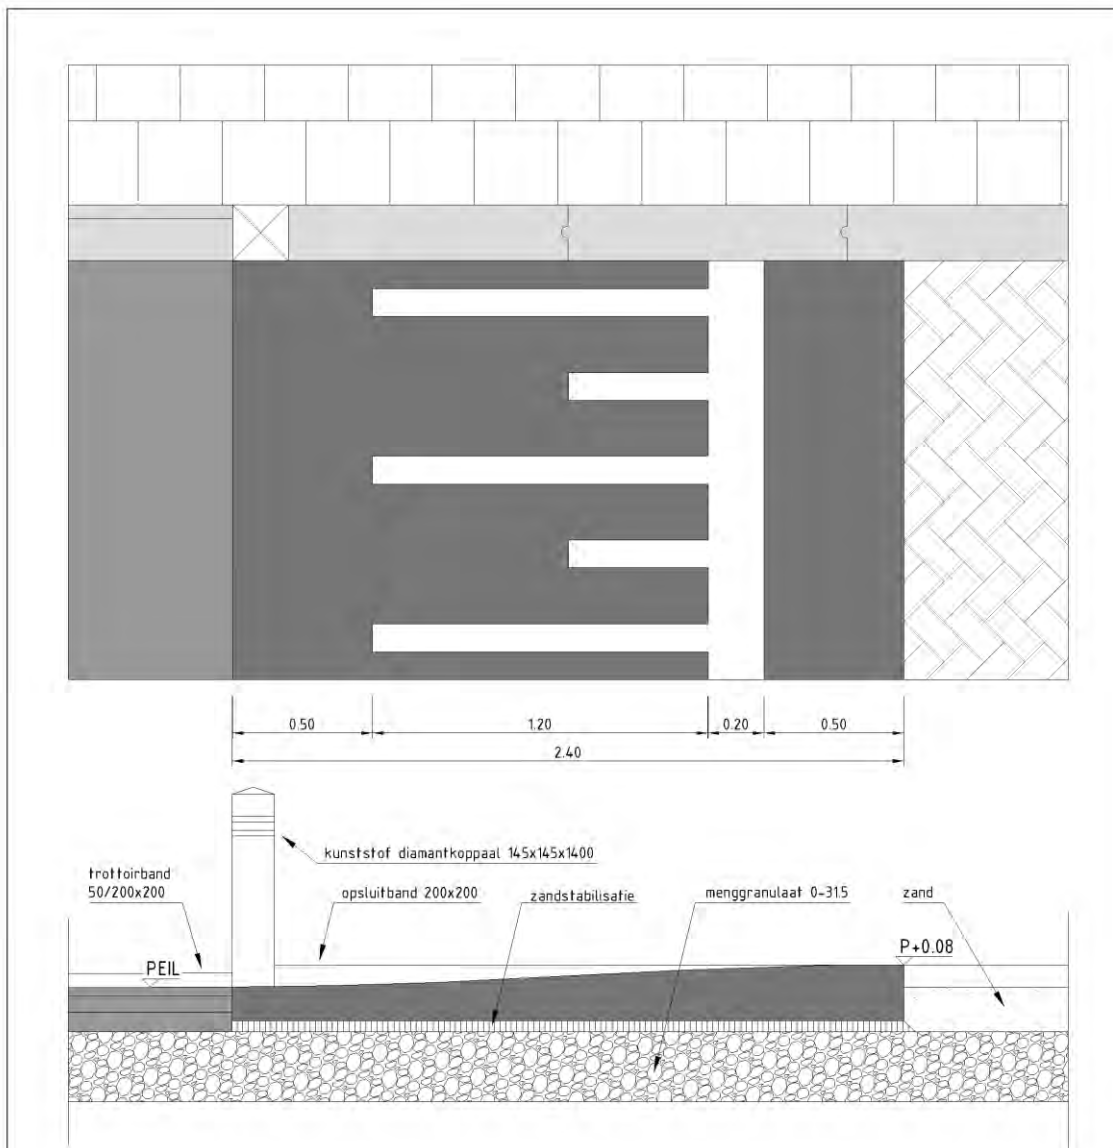 0.50
1.20
0.20
0.50
2.40
kunststof diamantkoppaal 145x145x1400
trottoirband
50/200x200
opsluitband 200x200
zandstabilisatie
menggranulaat 0-31.5
zand
PEIL
P+0.08